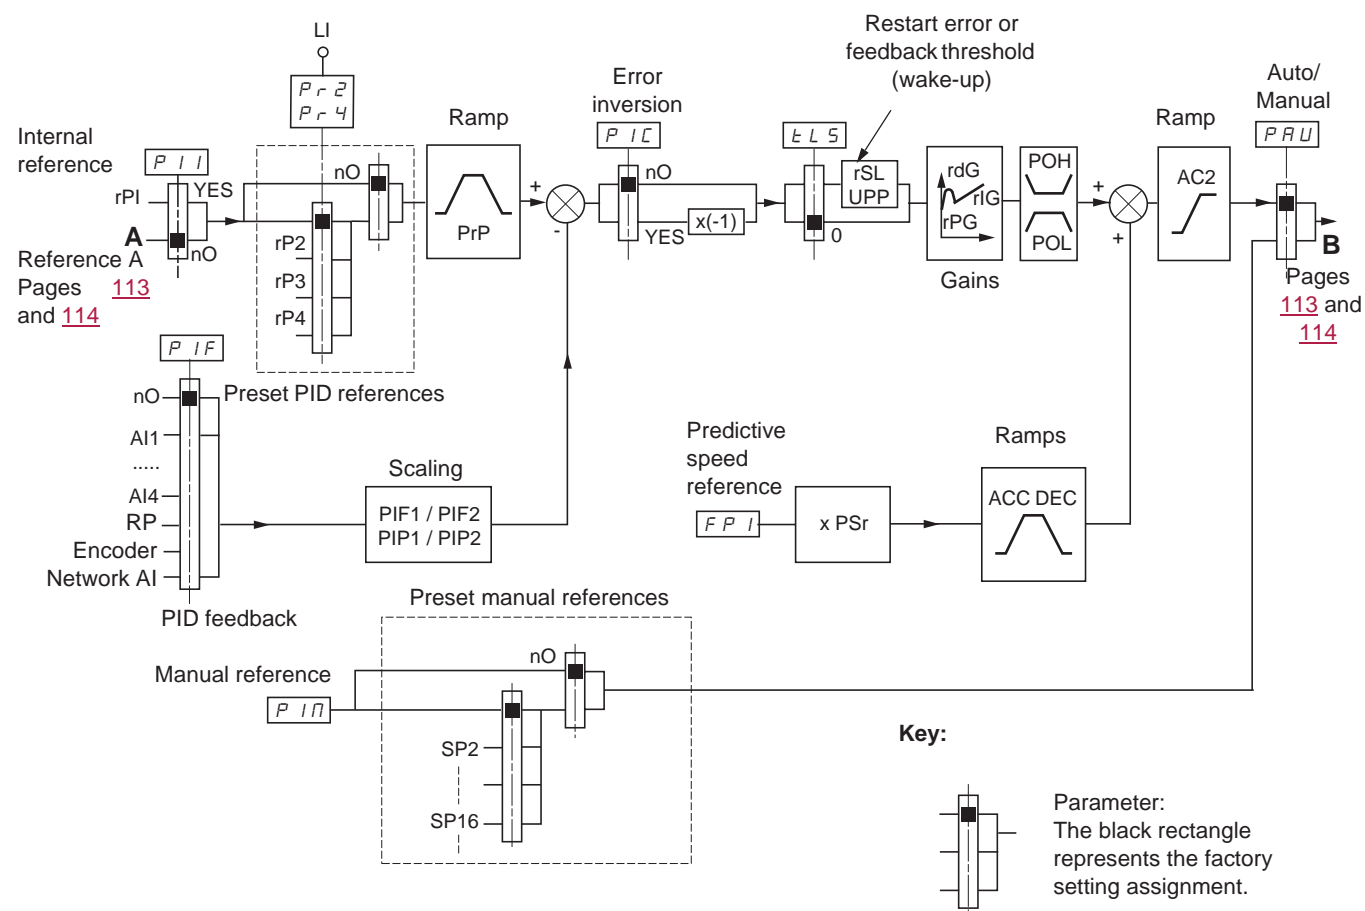 LI
Pr2
Pr4
Restart error or
feedback threshold
(wake-up)
Error
inversion
Auto/
Manual
Ramp
Ramp
Internal
reference
PII
PIC
tLS
PAU
rPI
YES
A
nO
Reference A
Pages 113
and 114
nO
rP2
rP3
rP4
Preset PID references
PrP
+
-
nO
YES
x(-1)
0
rSL
UPP
rdG
rIG
rPG
Gains
POH
POL
+
+
AC2
B
Pages
113 and
114
PIF
nO
AI1
.....
AI4
RP
Encoder
Network AI
PID feedback
Scaling
PIF1 / PIF2
PIP1 / PIP2
Predictive
speed
reference
FPI
x PSr
Ramps
ACC DEC
Preset manual references
Manual reference
PIM
nO
SP2
SP16
Key:
Parameter:
The black rectangle
represents the factory
setting assignment.